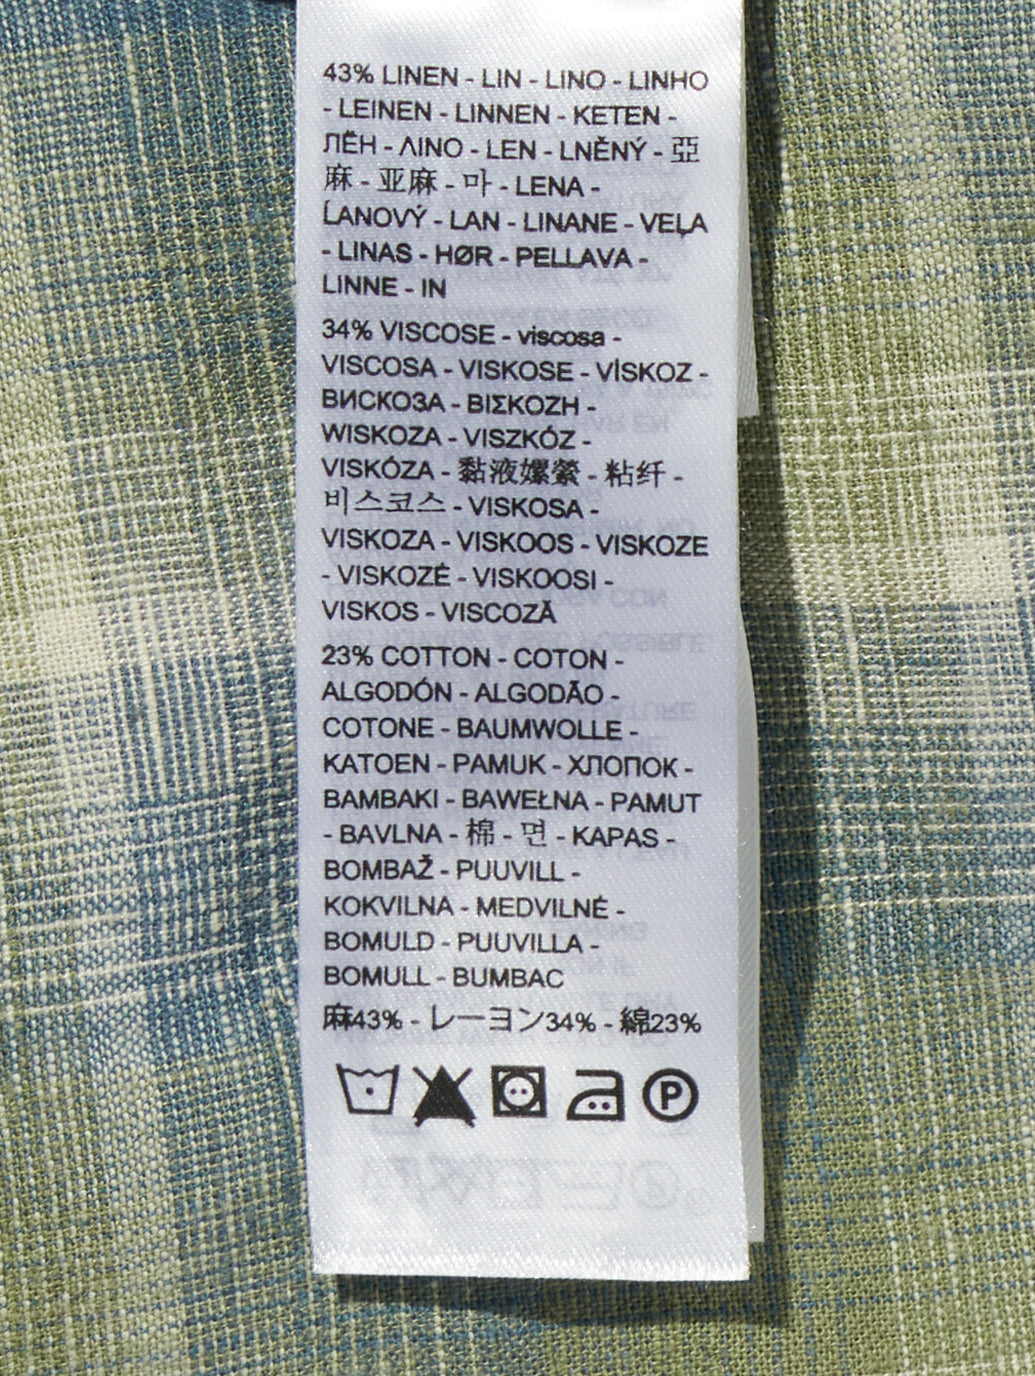 43% LINEN - LIN - LINO - LINHO
- LEINEN - LINNEN - KETEN -
ЛЁН - ΛΙΝΟ - LEN - LNĚNÝ - 亞
麻 - 亚麻 - 마 - LENA -
ĽANOVÝ - LAN - LINANE - VEĻA
- LINAS - HØR - PELLAVA -
LINNE - IN
34% VISCOSE - viscosa -
VISCOSA - VISKOSE - VİSKOZ -
ВИСКОЗА - ΒΙΣΚΟΖΗ -
WISKOZA - VISZKÓZ -
VISKÓZA - 黏液嫘縈 - 粘纤 -
비스코스 - VISKOSA -
VISKOZA - VISKOOS - VISKOZE
- VISKOZĖ - VISKOOSI -
VISKOS - VISCOZĂ
23% COTTON - COTON -
ALGODÓN - ALGODÃO -
COTONE - BAUMWOLLE -
KATOEN - PAMUK - ХЛОПОК -
BAMBAKI - BAWEŁNA - PAMUT
- BAVLNA - 棉 - 면 - KAPAS -
BOMBAŽ - PUUVILL -
KOKVILNA - MEDVILNĖ -
BOMULD - PUUVILLA -
BOMULL - BUMBAC
麻43% - レーヨン34% - 綿23%
P